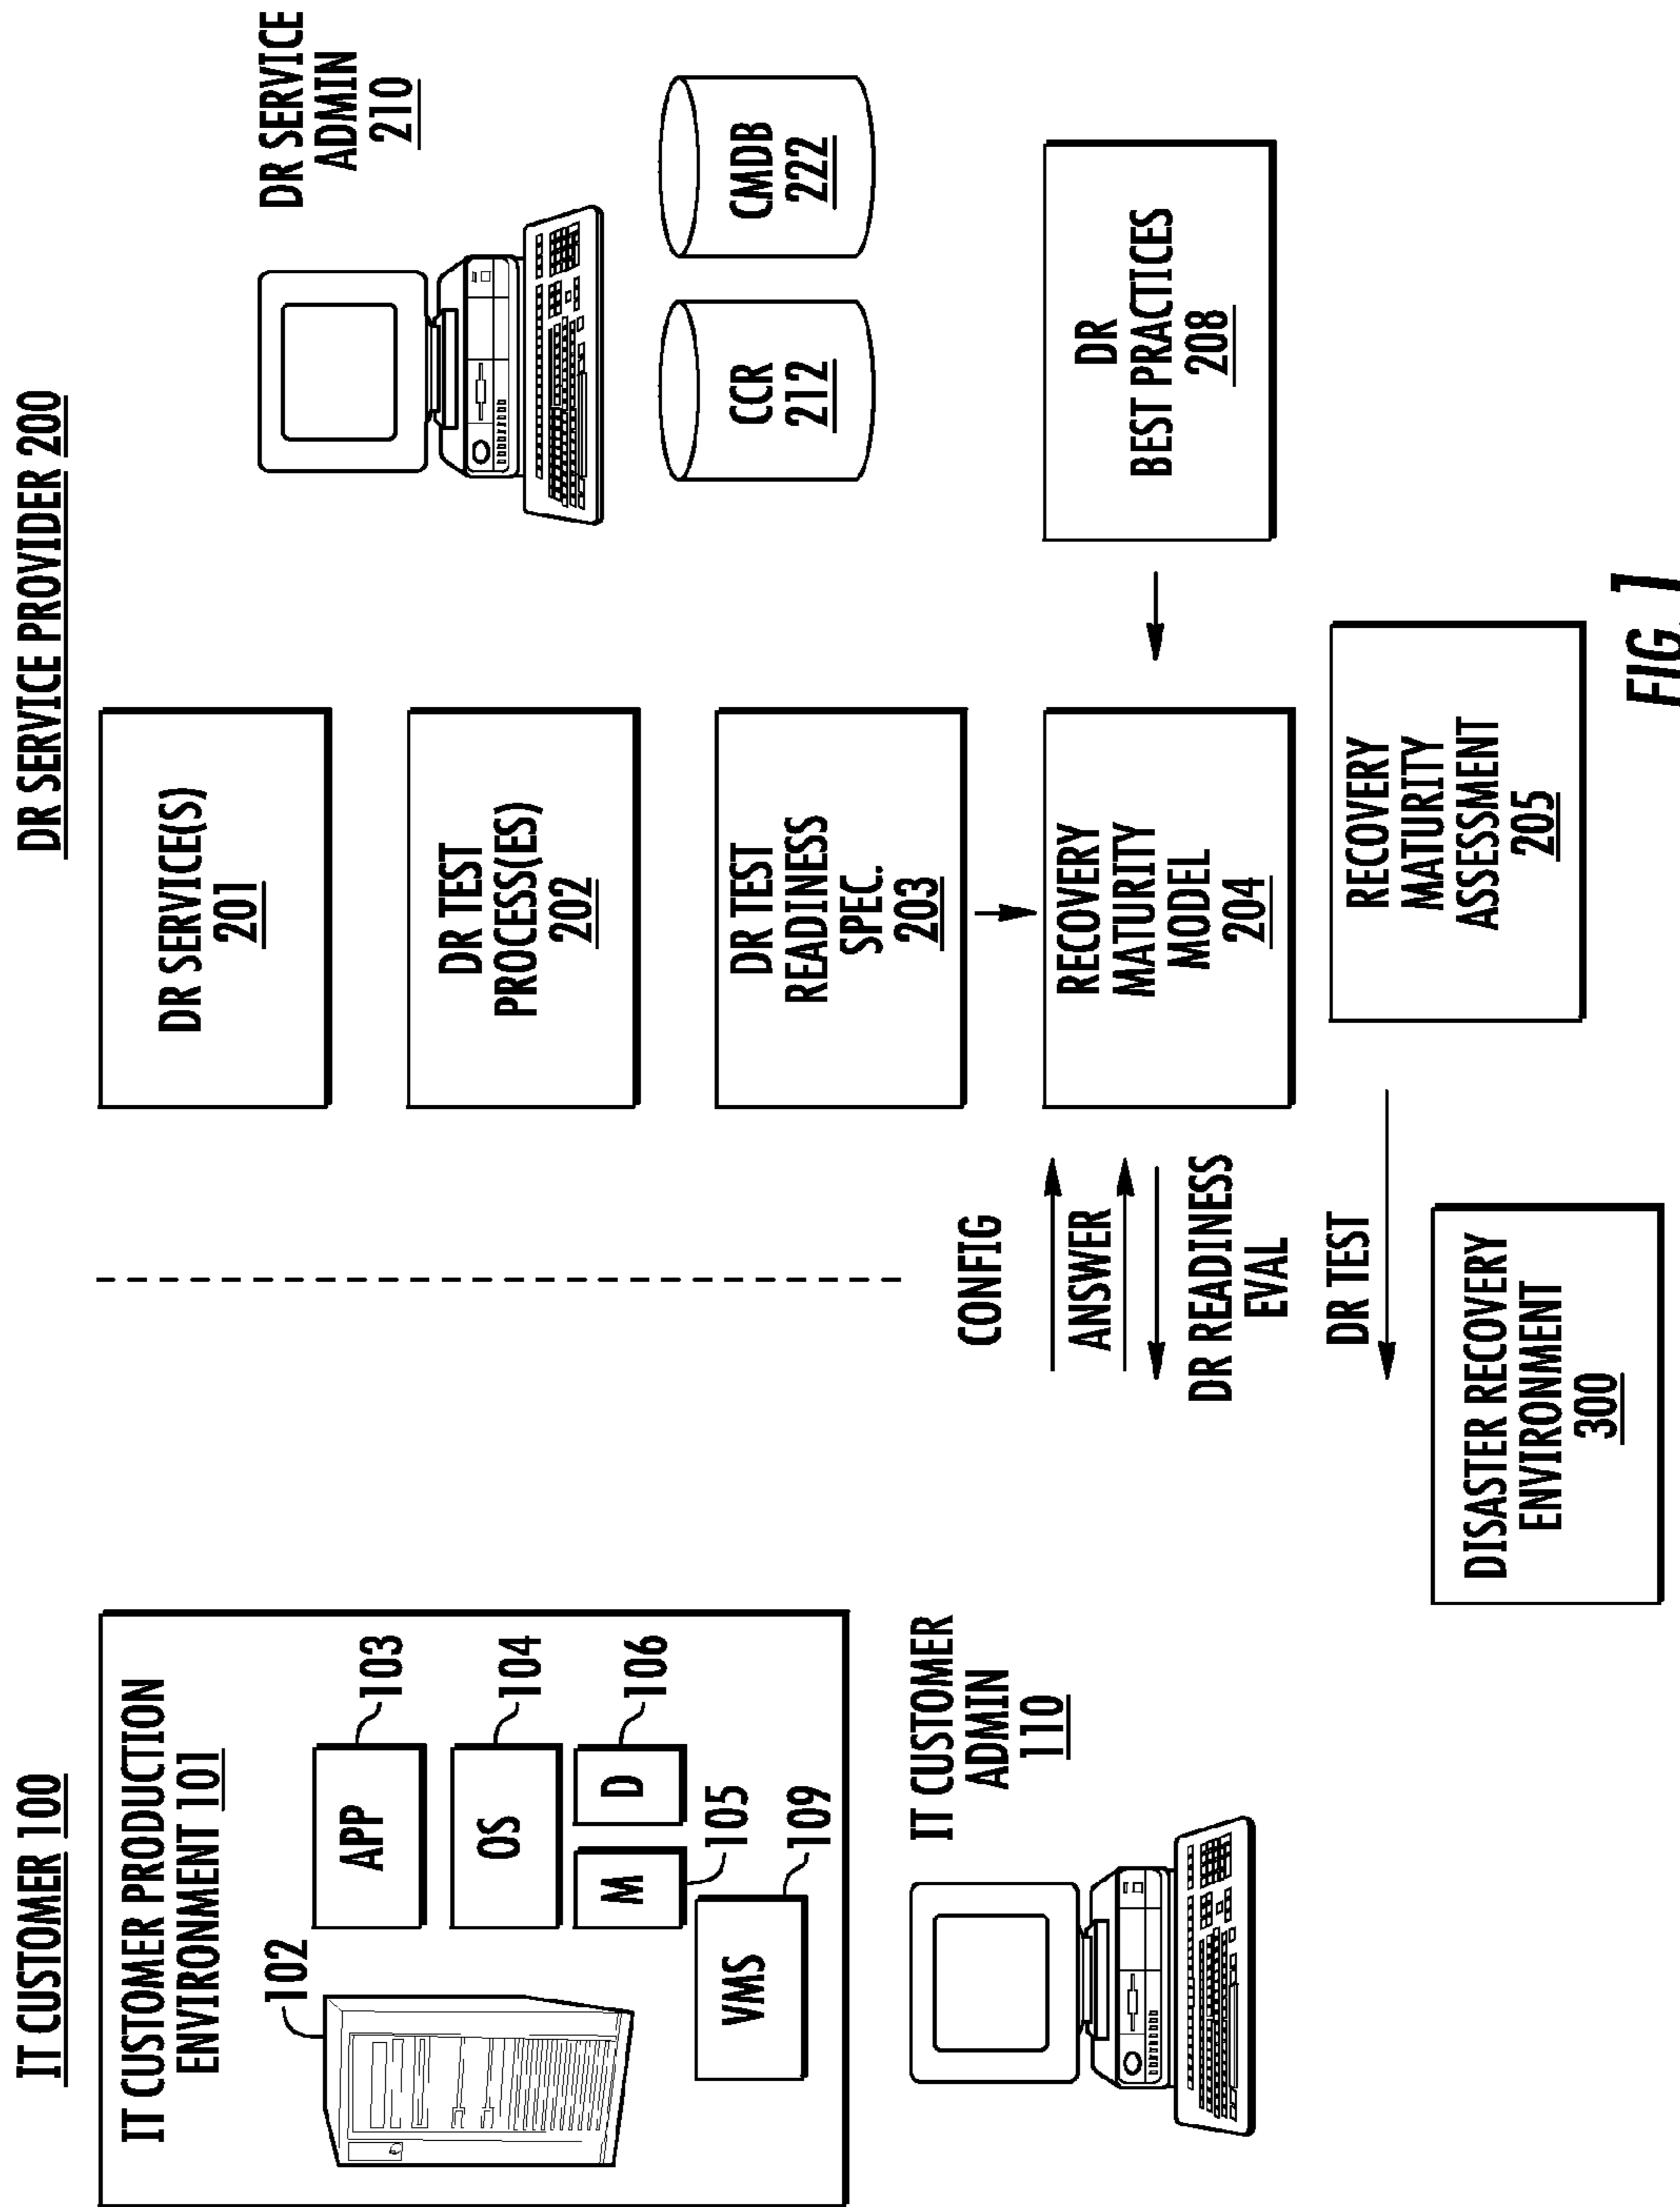 IT CUSTOMER 100
IT CUSTOMER PRODUCTION
ENVIRONMENT 101
102
APP
103
OS
104
M
105
D
106
VMS
109
IT CUSTOMER
ADMIN
110
DR SERVICE PROVIDER 200
DR SERVICE(S)
201
DR TEST
PROCESS(ES)
202
DR TEST
READINESS
SPEC.
203
RECOVERY
MATURITY
MODEL
204
RECOVERY
MATURITY
ASSESSMENT
205
DR SERVICE
ADMIN
210
CCR
212
CMDB
222
DR
BEST PRACTICES
208
CONFIG
ANSWER
DR READINESS
EVAL
DR TEST
DISASTER RECOVERY
ENVIRONMENT
300
FIG. 1